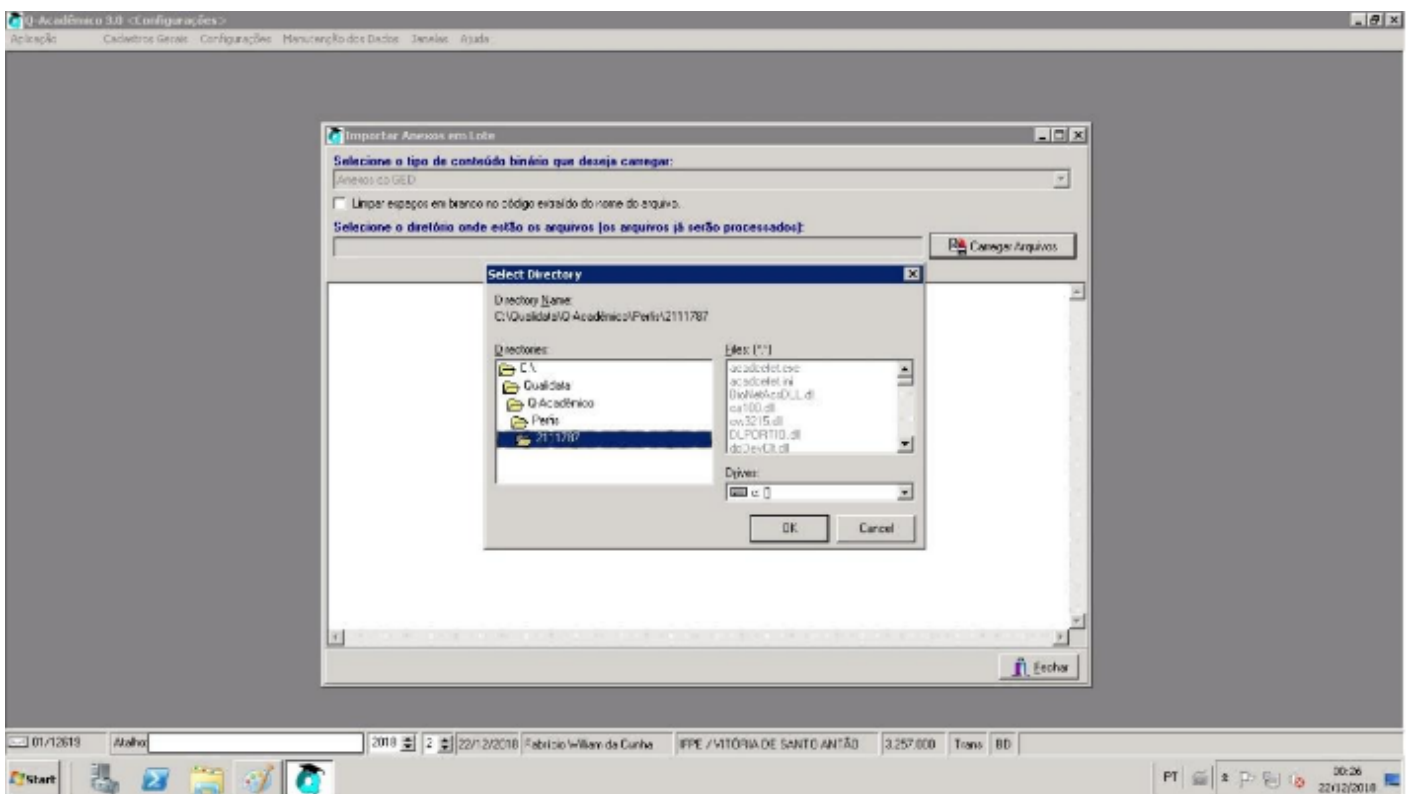 Q-Acadêmico 3.0 <Configurações>
Aplicação Cadastros Gerais Configurações Manutenção dos Dados Janelas Ajuda
Importar Anexos em Lote
Selecione o tipo de conteúdo binário que deseja carregar:
Anexos do GED
Limpar espaços em branco no código extraído do nome do arquivo.
Selecione o diretório onde estão os arquivos (os arquivos já serão processados):
Carregar Arquivos
Select Directory
Directory Name:
C:\Qualidata\Q-Acadêmico\Perfis\2111787
Directories:
Files: (*.*)
C:\
Qualidata
Q-Acadêmico
Perfis
2111787
BioNetAcsDLL.dll
cw3215.dll
DLPORTIO.dll
Drives:
c: []
OK
Cancel
Fechar
01/12619 Atalho 2018 2 22/12/2018 Fabricio William da Cunha IFPE / VITÓRIA DE SANTO ANTÃO 3.257.000 Trans BD
Start
PT
00:26
22/12/2018